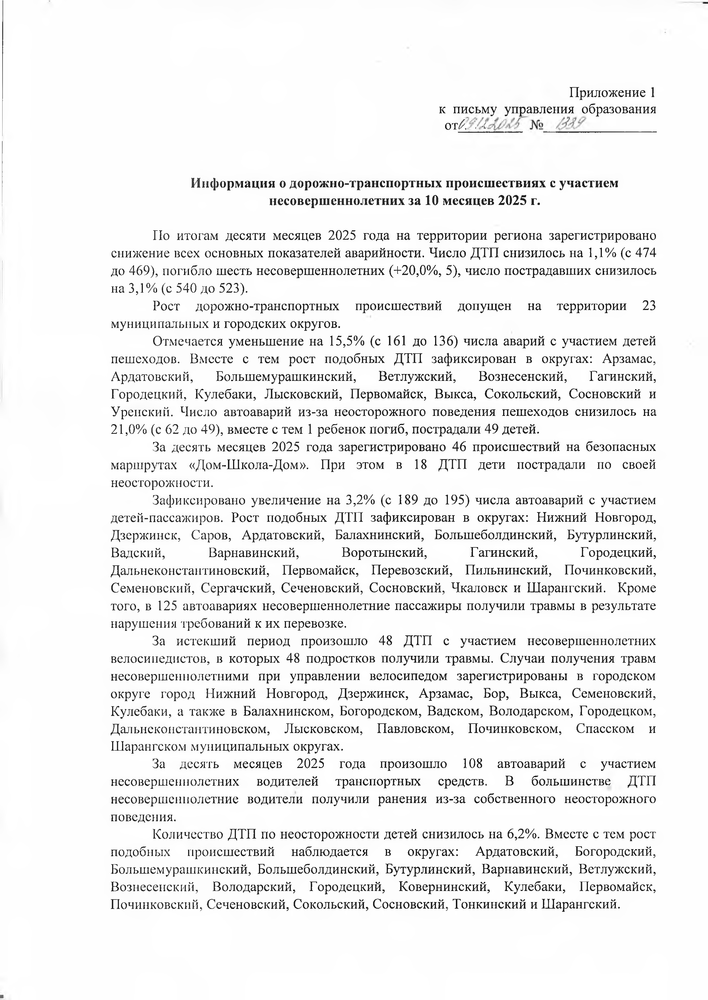 Приложение 1
к письму управления образования
от 09.12.2025 № 1339
Информация о дорожно-транспортных происшествиях с участием
несовершеннолетних за 10 месяцев 2025 г.
По итогам десяти месяцев 2025 года на территории региона зарегистрировано
снижение всех основных показателей аварийности. Число ДТП снизилось на 1,1% (с 474
до 469), погибло шесть несовершеннолетних (+20,0%, 5), число пострадавших снизилось
на 3,1% (с 540 до 523).
Рост дорожно-транспортных происшествий допущен на территории 23
муниципальных и городских округов.
Отмечается уменьшение на 15,5% (с 161 до 136) числа аварий с участием детей
пешеходов. Вместе с тем рост подобных ДТП зафиксирован в округах: Арзамас,
Ардатовский, Большемурашкинский, Ветлужский, Вознесенский, Гагинский,
Городецкий, Кулебаки, Лысковский, Первомайск, Выкса, Сокольский, Сосновский и
Уренский. Число автоаварий из-за неосторожного поведения пешеходов снизилось на
21,0% (с 62 до 49), вместе с тем 1 ребенок погиб, пострадали 49 детей.
За десять месяцев 2025 года зарегистрировано 46 происшествий на безопасных
маршрутах «Дом-Школа-Дом». При этом в 18 ДТП дети пострадали по своей
неосторожности.
Зафиксировано увеличение на 3,2% (с 189 до 195) числа автоаварий с участием
детей-пассажиров. Рост подобных ДТП зафиксирован в округах: Нижний Новгород,
Дзержинск, Саров, Ардатовский, Балахнинский, Большеболдинский, Бутурлинский,
Вадский, Варнавинский, Воротынский, Гагинский, Городецкий,
Дальнеконстантиновский, Первомайск, Перевозский, Пильнинский, Починковский,
Семеновский, Сергачский, Сеченовский, Сосновский, Чкаловск и Шарангский. Кроме
того, в 125 автоавариях несовершеннолетние пассажиры получили травмы в результате
нарушения требований к их перевозке.
За истекший период произошло 48 ДТП с участием несовершеннолетних
велосипедистов, в которых 48 подростков получили травмы. Случаи получения травм
несовершеннолетними при управлении велосипедом зарегистрированы в городском
округе город Нижний Новгород, Дзержинск, Арзамас, Бор, Выкса, Семеновский,
Кулебаки, а также в Балахнинском, Богородском, Вадском, Володарском, Городецком,
Дальнеконстантиновском, Лысковском, Павловском, Починковском, Спасском и
Шарангском муниципальных округах.
За десять месяцев 2025 года произошло 108 автоаварий с участием
несовершеннолетних водителей транспортных средств. В большинстве ДТП
несовершеннолетние водители получили ранения из-за собственного неосторожного
поведения.
Количество ДТП по неосторожности детей снизилось на 6,2%. Вместе с тем рост
подобных происшествий наблюдается в округах: Ардатовский, Богородский,
Большемурашкинский, Большеболдинский, Бутурлинский, Варнавинский, Ветлужский,
Вознесенский, Володарский, Городецкий, Ковернинский, Кулебаки, Первомайск,
Починковский, Сеченовский, Сокольский, Сосновский, Тонкинский и Шарангский.